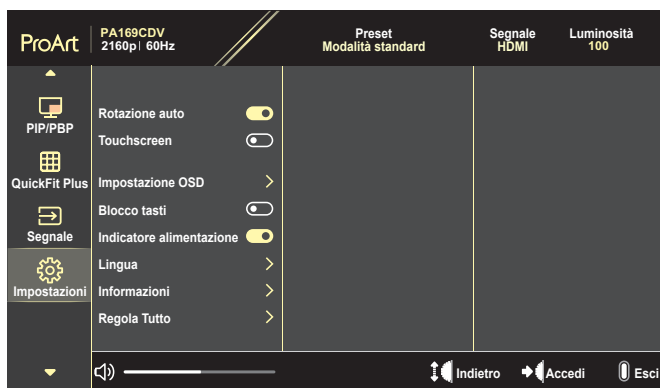 ProArt
PA169CDV
2160p| 60Hz
Preset
Modalità standard
Segnale
HDMI
Luminosità
100
PIP/PBP
QuickFit Plus
Segnale
Impostazioni
Rotazione auto
Touchscreen
Impostazione OSD
Blocco tasti
Indicatore alimentazione
Lingua
Informazioni
Regola Tutto
Indietro
Accedi
Esci